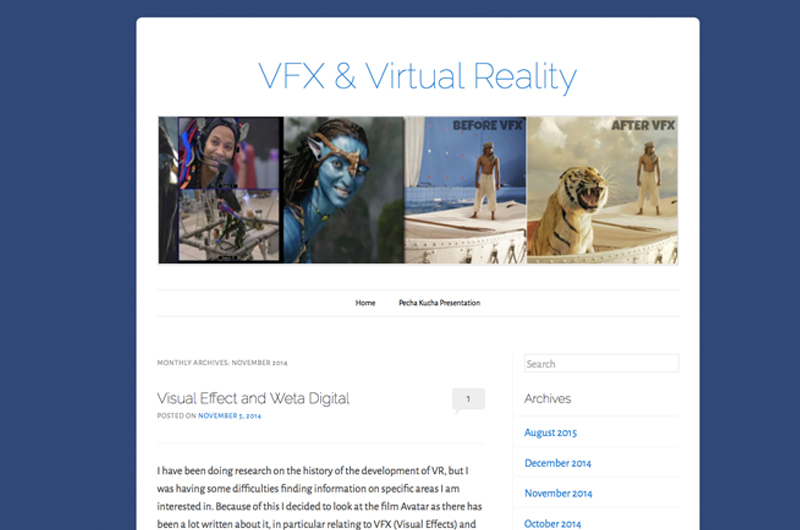 VFX & Virtual Reality
BEFORE VFX
AFTER VFX
Home
Pecha Kucha Presentation
MONTHLY ARCHIVES: NOVEMBER 2014
Visual Effect and Weta Digital
1
POSTED ON NOVEMBER 5, 2014
I have been doing research on the history of the development of VR, but I
was having some difficulties finding information on specific areas I am
interested in. Because of this I decided to look at the film Avatar as there has
been a lot written about it, in particular relating to VFX (Visual Effects) and
Search
Archives
August 2015
December 2014
November 2014
October 2014